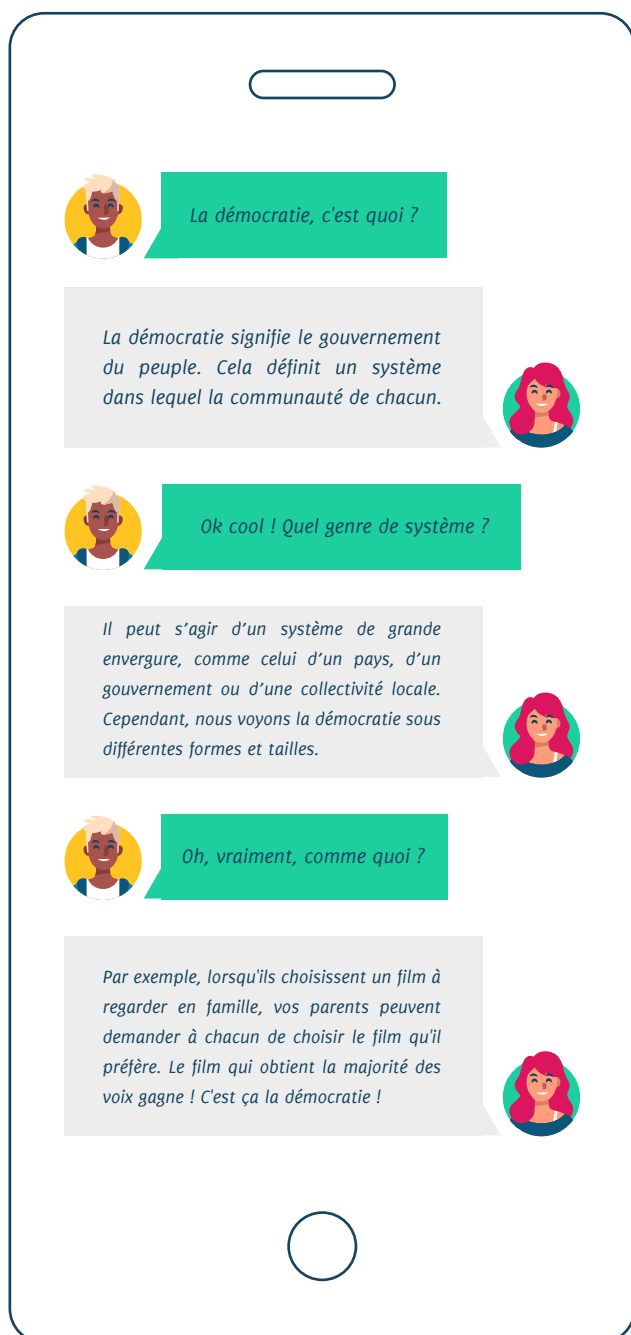 La démocratie, c'est quoi ?
La démocratie signifie le gouvernement
du peuple. Cela définit un système
dans lequel la communauté de chacun.
Ok cool ! Quel genre de système ?
Il peut s’agir d’un système de grande
envergure, comme celui d’un pays, d’un
gouvernement ou d’une collectivité locale.
Cependant, nous voyons la démocratie sous
différentes formes et tailles.
Oh, vraiment, comme quoi ?
Par exemple, lorsqu'ils choisissent un film à
regarder en famille, vos parents peuvent
demander à chacun de choisir le film qu'il
préfère. Le film qui obtient la majorité des
voix gagne ! C'est ça la démocratie !